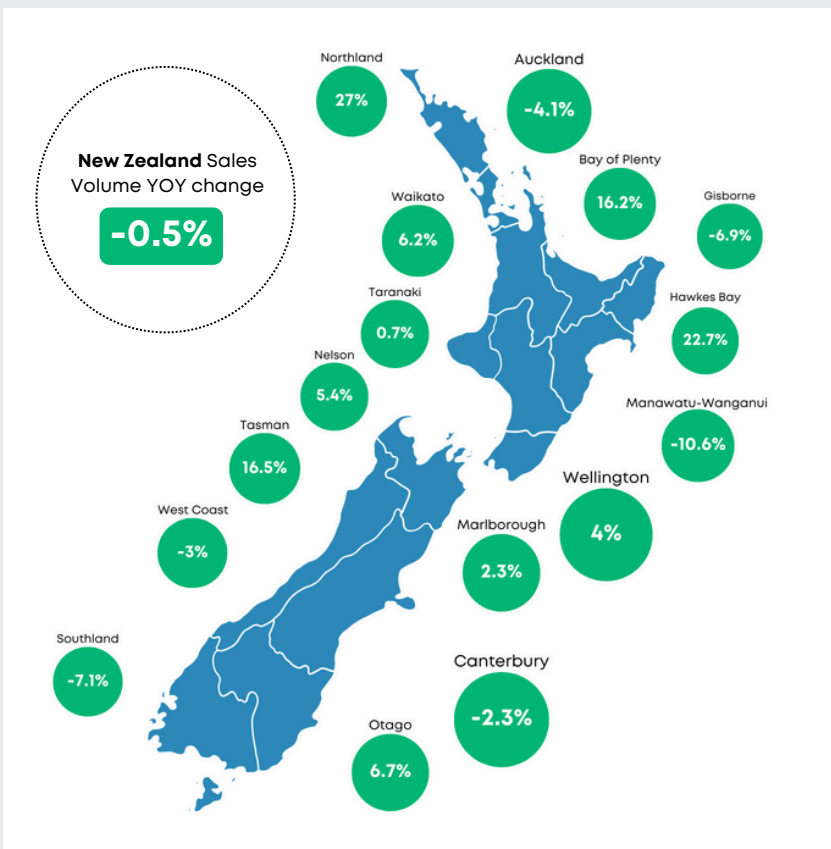 Northland
27%
Auckland
-4.1%
New Zealand Sales
Volume YOY change
-0.5%
Bay of Plenty
16.2%
Waikato
6.2%
Gisborne
-6.9%
Taranaki
0.7%
Hawkes Bay
22.7%
Nelson
5.4%
Manawatu-Wanganui
-10.6%
Tasman
16.5%
Wellington
4%
West Coast
-3%
Marlborough
2.3%
Southland
-7.1%
Canterbury
-2.3%
Otago
6.7%